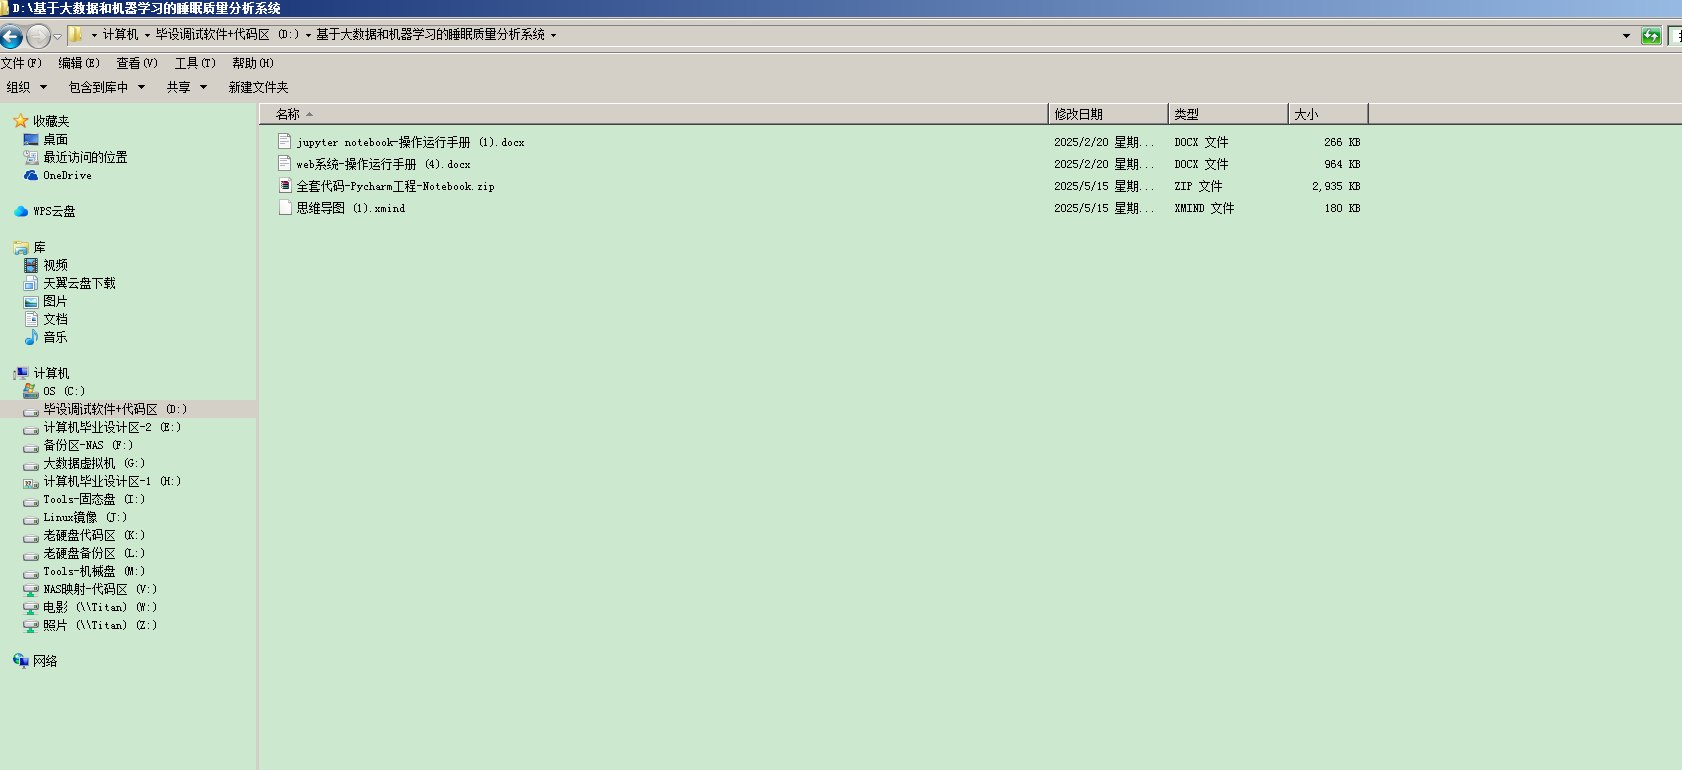 D:\基于大数据和机器学习的睡眠质量分析系统
计算机 毕设调试软件+代码区 (D:) 基于大数据和机器学习的睡眠质量分析系统
文件(F) 编辑(E) 查看(V) 工具(T) 帮助(H)
组织 包含到库中 共享 新建文件夹
名称 修改日期 类型 大小
jupyter notebook-操作运行手册 (1).docx 2025/2/20 星期... DOCX 文件 266 KB
web系统-操作运行手册 (4).docx 2025/2/20 星期... DOCX 文件 964 KB
全套代码-Pycharm工程-Notebook.zip 2025/5/15 星期... ZIP 文件 2,935 KB
思维导图 (1).xmind 2025/5/15 星期... XMIND 文件 180 KB
收藏夹
桌面
最近访问的位置
OneDrive
WPS云盘
库
视频
天翼云盘下载
图片
文档
音乐
计算机
OS (C:)
毕设调试软件+代码区 (D:)
计算机毕业设计区-2 (E:)
备份区-NAS (F:)
大数据虚拟机 (G:)
计算机毕业设计区-1 (H:)
Tools-固态盘 (I:)
Linux镜像 (J:)
老硬盘代码区 (K:)
老硬盘备份区 (L:)
Tools-机械盘 (M:)
NAS映射-代码区 (V:)
电影 (\\Titan) (W:)
照片 (\\Titan) (Z:)
网络